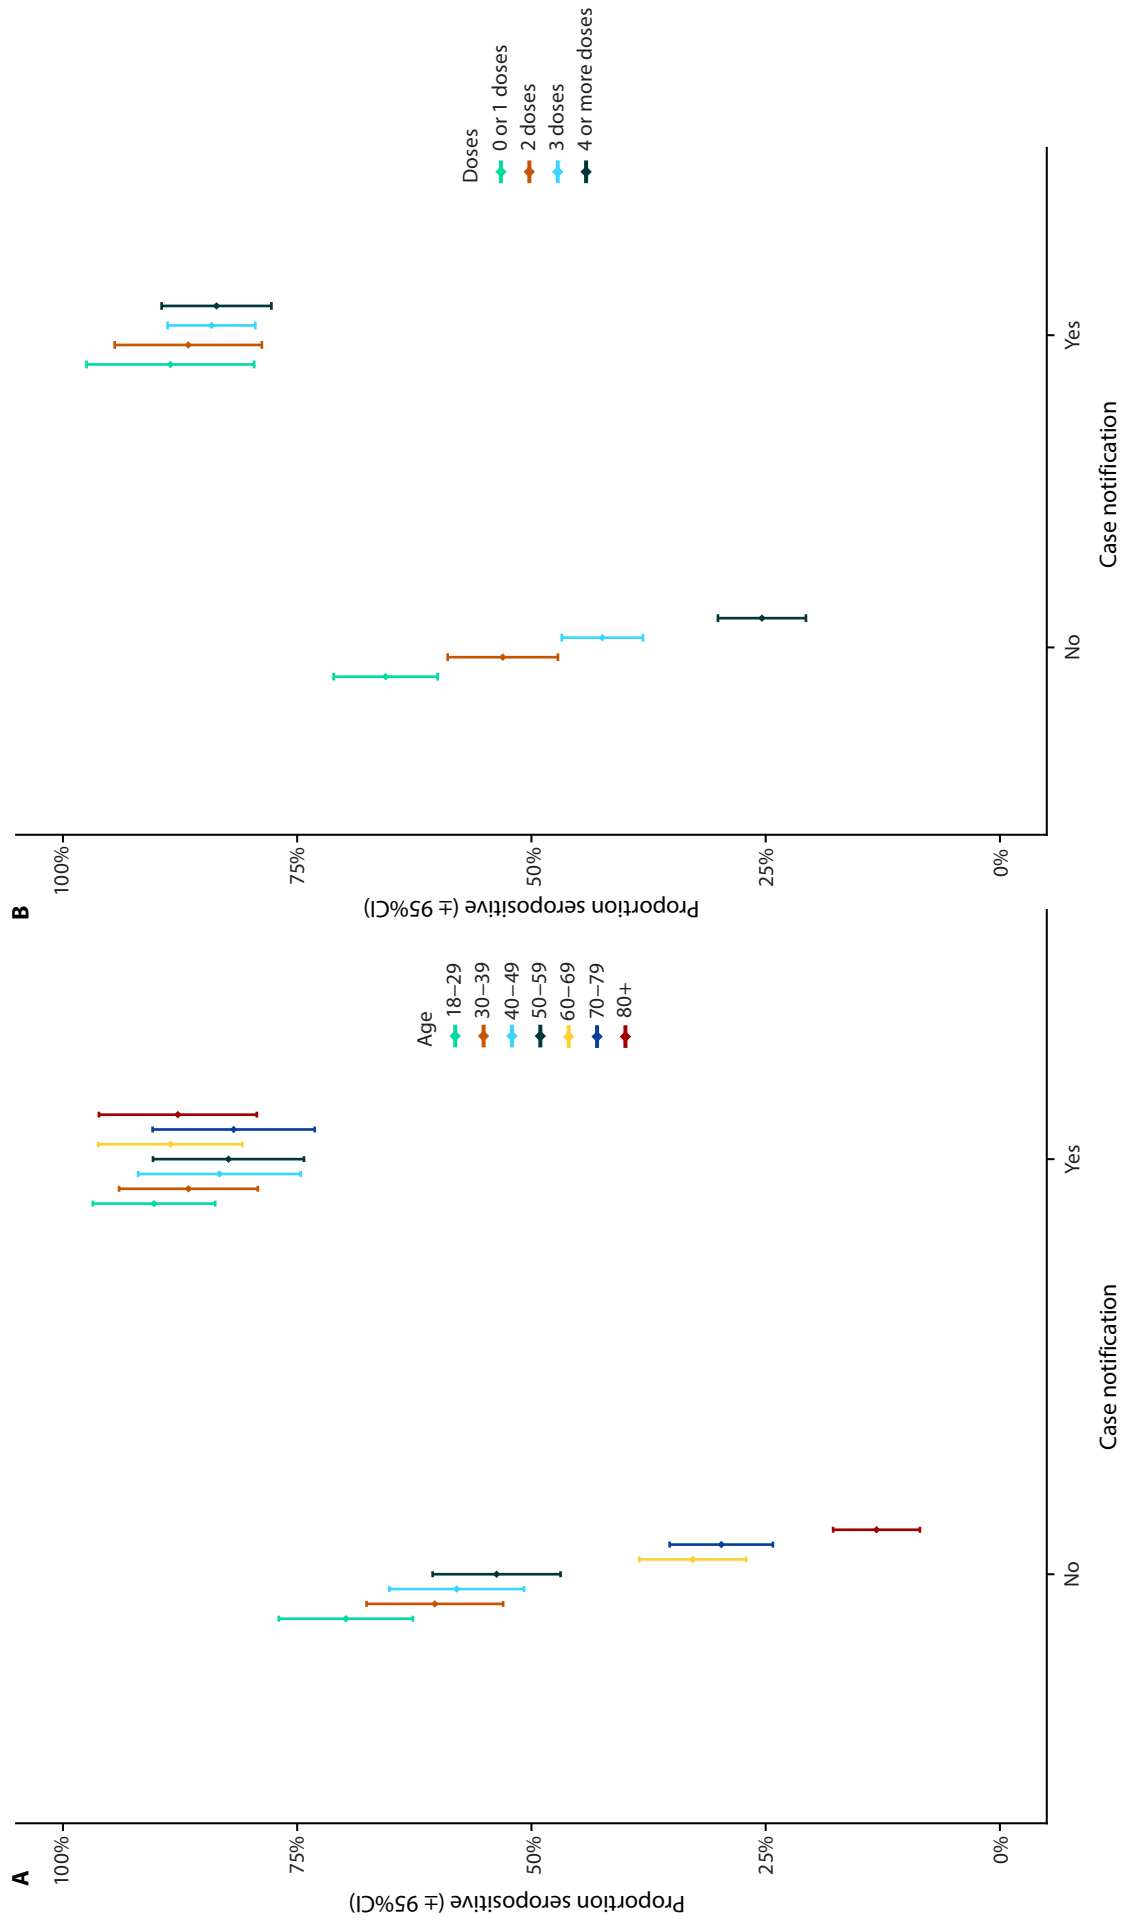 A
Proportion seropositive (± 95%CI)
100%
75%
50%
25%
0%
No
Yes
Case notification
Age
18–29
30–39
40–49
50–59
60–69
70–79
80+
B
Proportion seropositive (± 95%CI)
100%
75%
50%
25%
0%
No
Yes
Case notification
Doses
0 or 1 doses
2 doses
3 doses
4 or more doses